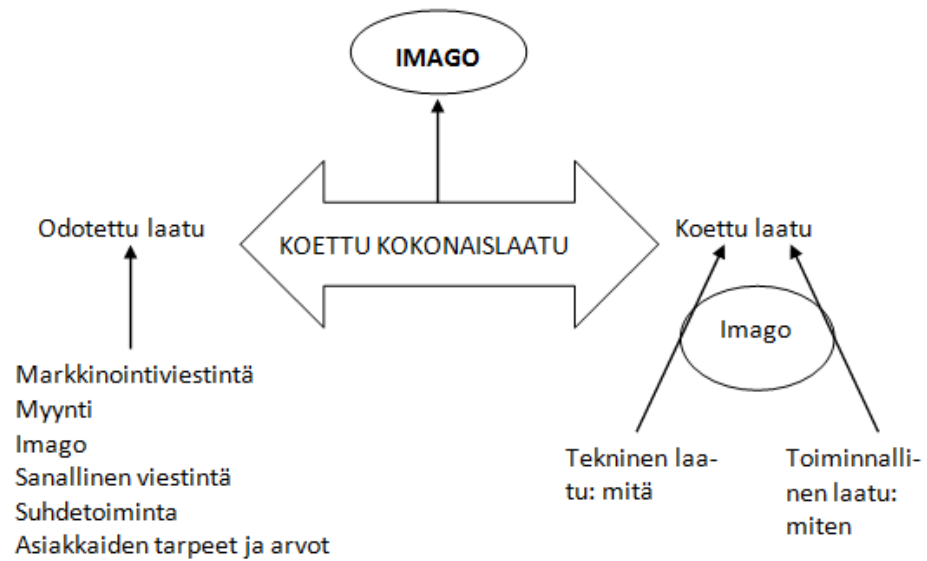 IMAGO
Odotettu laatu
KOETTU KOKONAISLAATU
Koettu laatu
Imago
Markkinointiviestintä
Myynti
Imago
Sanallinen viestintä
Suhdetoiminta
Asiakkaiden tarpeet ja arvot
Tekninen laa-
tu: mitä
Toiminnalli-
nen laatu:
miten